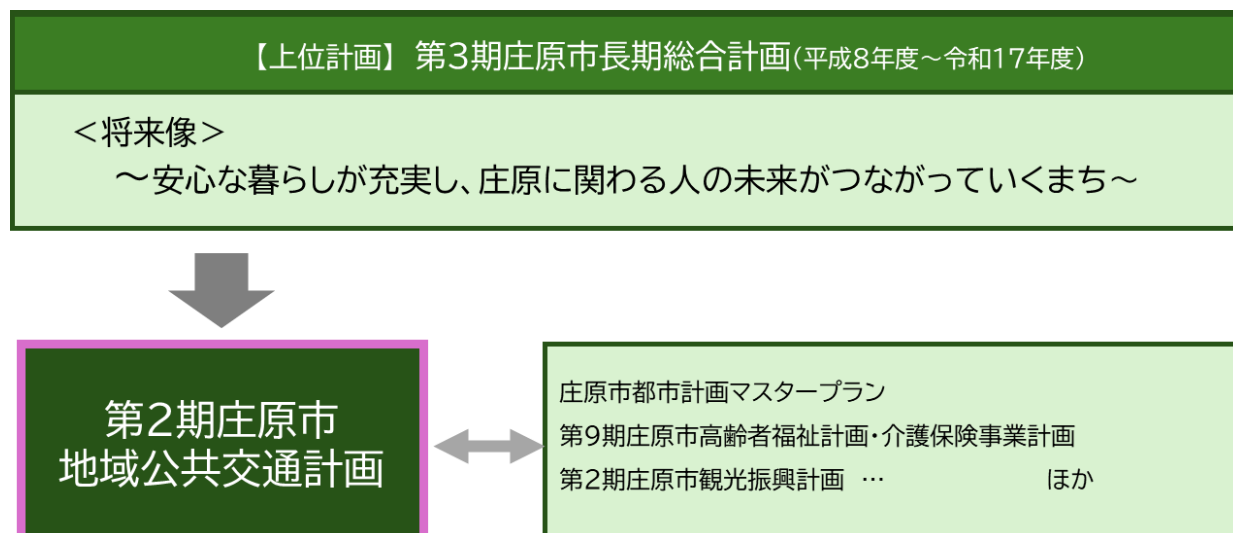 【上位計画】 第3期庄原市長期総合計画(平成8年度～令和17年度)
＜将来像＞
～安心な暮らしが充実し、庄原に関わる人の未来がつながっていくまち～
第2期庄原市
地域公共交通計画
庄原市都市計画マスタープラン
第9期庄原市高齢者福祉計画・介護保険事業計画
第2期庄原市観光振興計画 … ほか